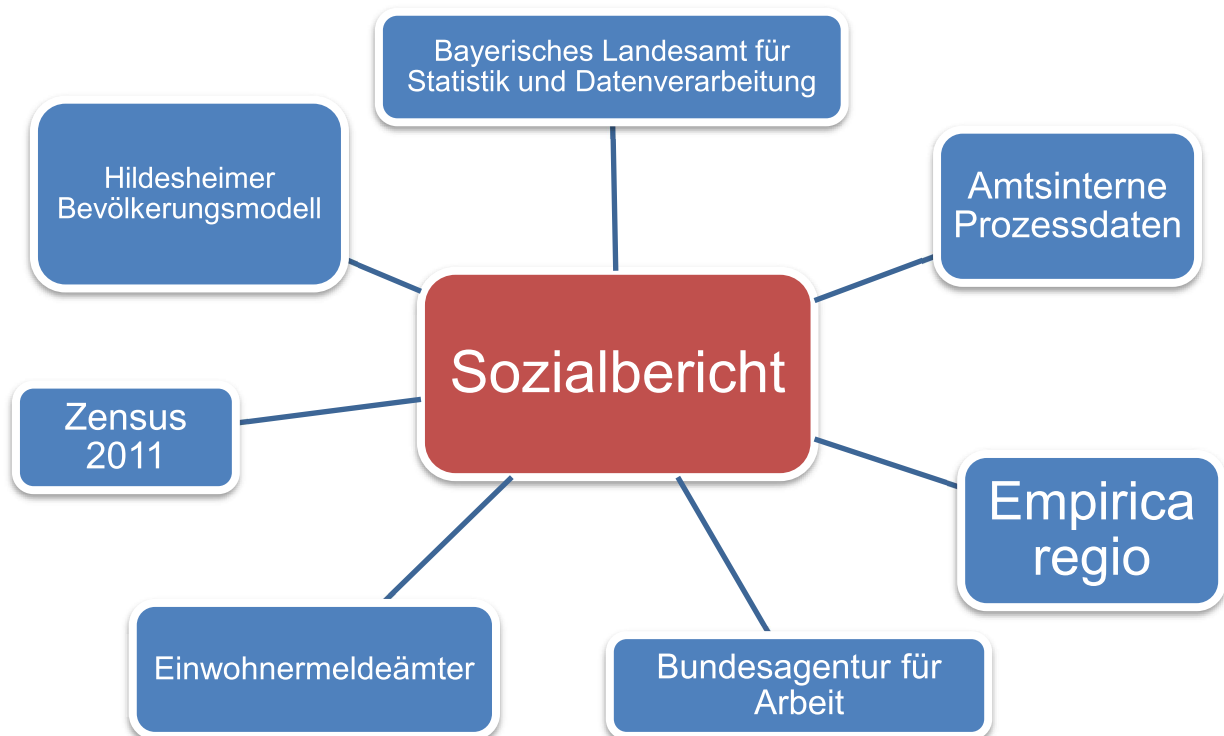 Bayerisches Landesamt für
Statistik und Datenverarbeitung
Hildesheimer
Bevölkerungsmodell
Amtsinterne
Prozessdaten
Sozialbericht
Zensus
2011
Empirica
regio
Einwohnermeldeämter
Bundesagentur für
Arbeit